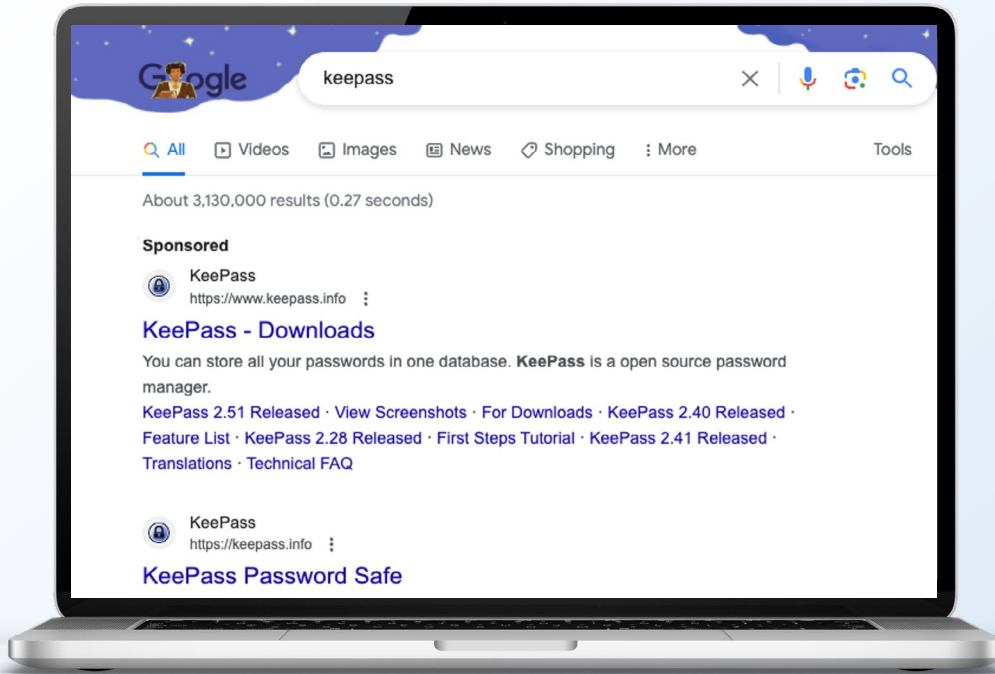 Google
keepass
All
Videos
Images
News
Shopping
More
Tools
About 3,130,000 results (0.27 seconds)
Sponsored
KeePass
https://www.keepass.info
KeePass - Downloads
You can store all your passwords in one database. KeePass is a open source password
manager.
KeePass 2.51 Released · View Screenshots · For Downloads · KeePass 2.40 Released ·
Feature List · KeePass 2.28 Released · First Steps Tutorial · KeePass 2.41 Released ·
Translations · Technical FAQ
KeePass
https://keepass.info
KeePass Password Safe